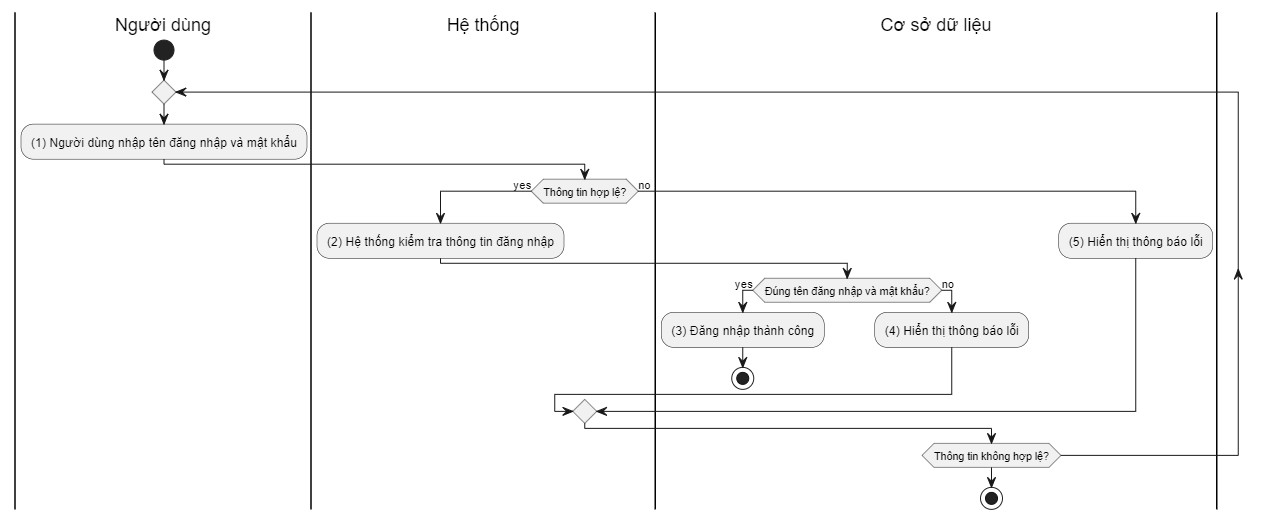 Người dùng
Hệ thống
Cơ sở dữ liệu
(1) Người dùng nhập tên đăng nhập và mật khẩu
yes
Thông tin hợp lệ?
no
(2) Hệ thống kiểm tra thông tin đăng nhập
(5) Hiển thị thông báo lỗi
yes
Đúng tên đăng nhập và mật khẩu?
no
(3) Đăng nhập thành công
(4) Hiển thị thông báo lỗi
Thông tin không hợp lệ?